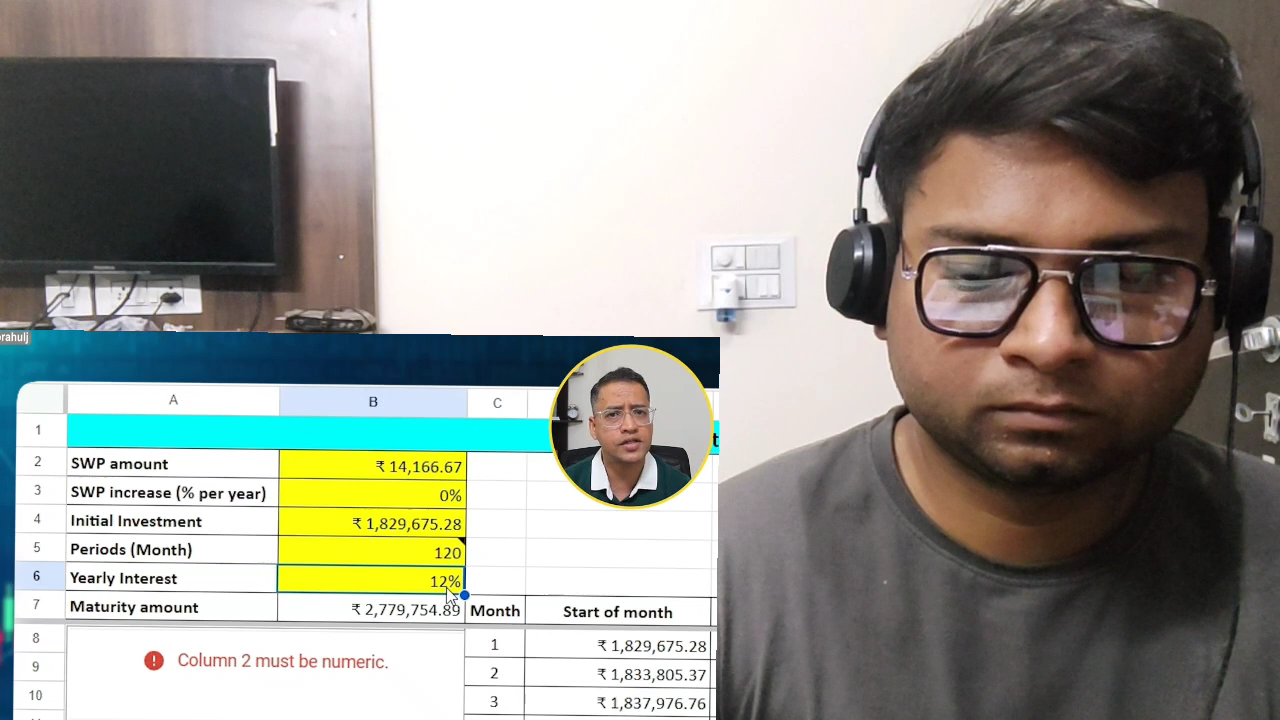 orahulj
A B C
1
2 SWP amount ₹ 14,166.67
3 SWP increase (% per year) 0%
4 Initial Investment ₹ 1,829,675.28
5 Periods (Month) 120
6 Yearly Interest 12%
7 Maturity amount ₹ 2,779,754.89 Month Start of month
8 1 ₹ 1,829,675.28
Column 2 must be numeric.
9 2 ₹ 1,833,805.37
10 3 ₹ 1,837,976.76